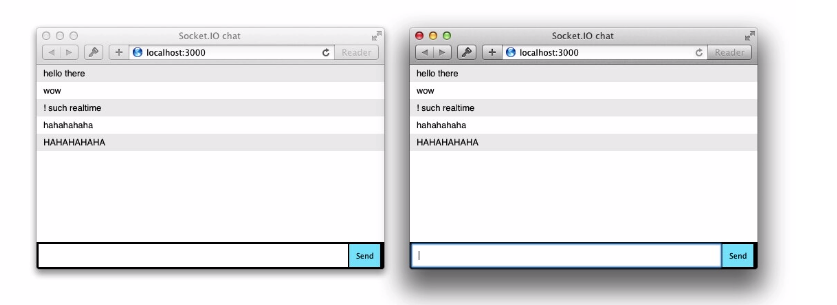 Socket.IO chat
localhost:3000
Reader
hello there
wow
! such realtime
hahahahaha
HAHAHAHAHA
Send
Socket.IO chat
localhost:3000
Reader
hello there
wow
! such realtime
hahahahaha
HAHAHAHAHA
Send